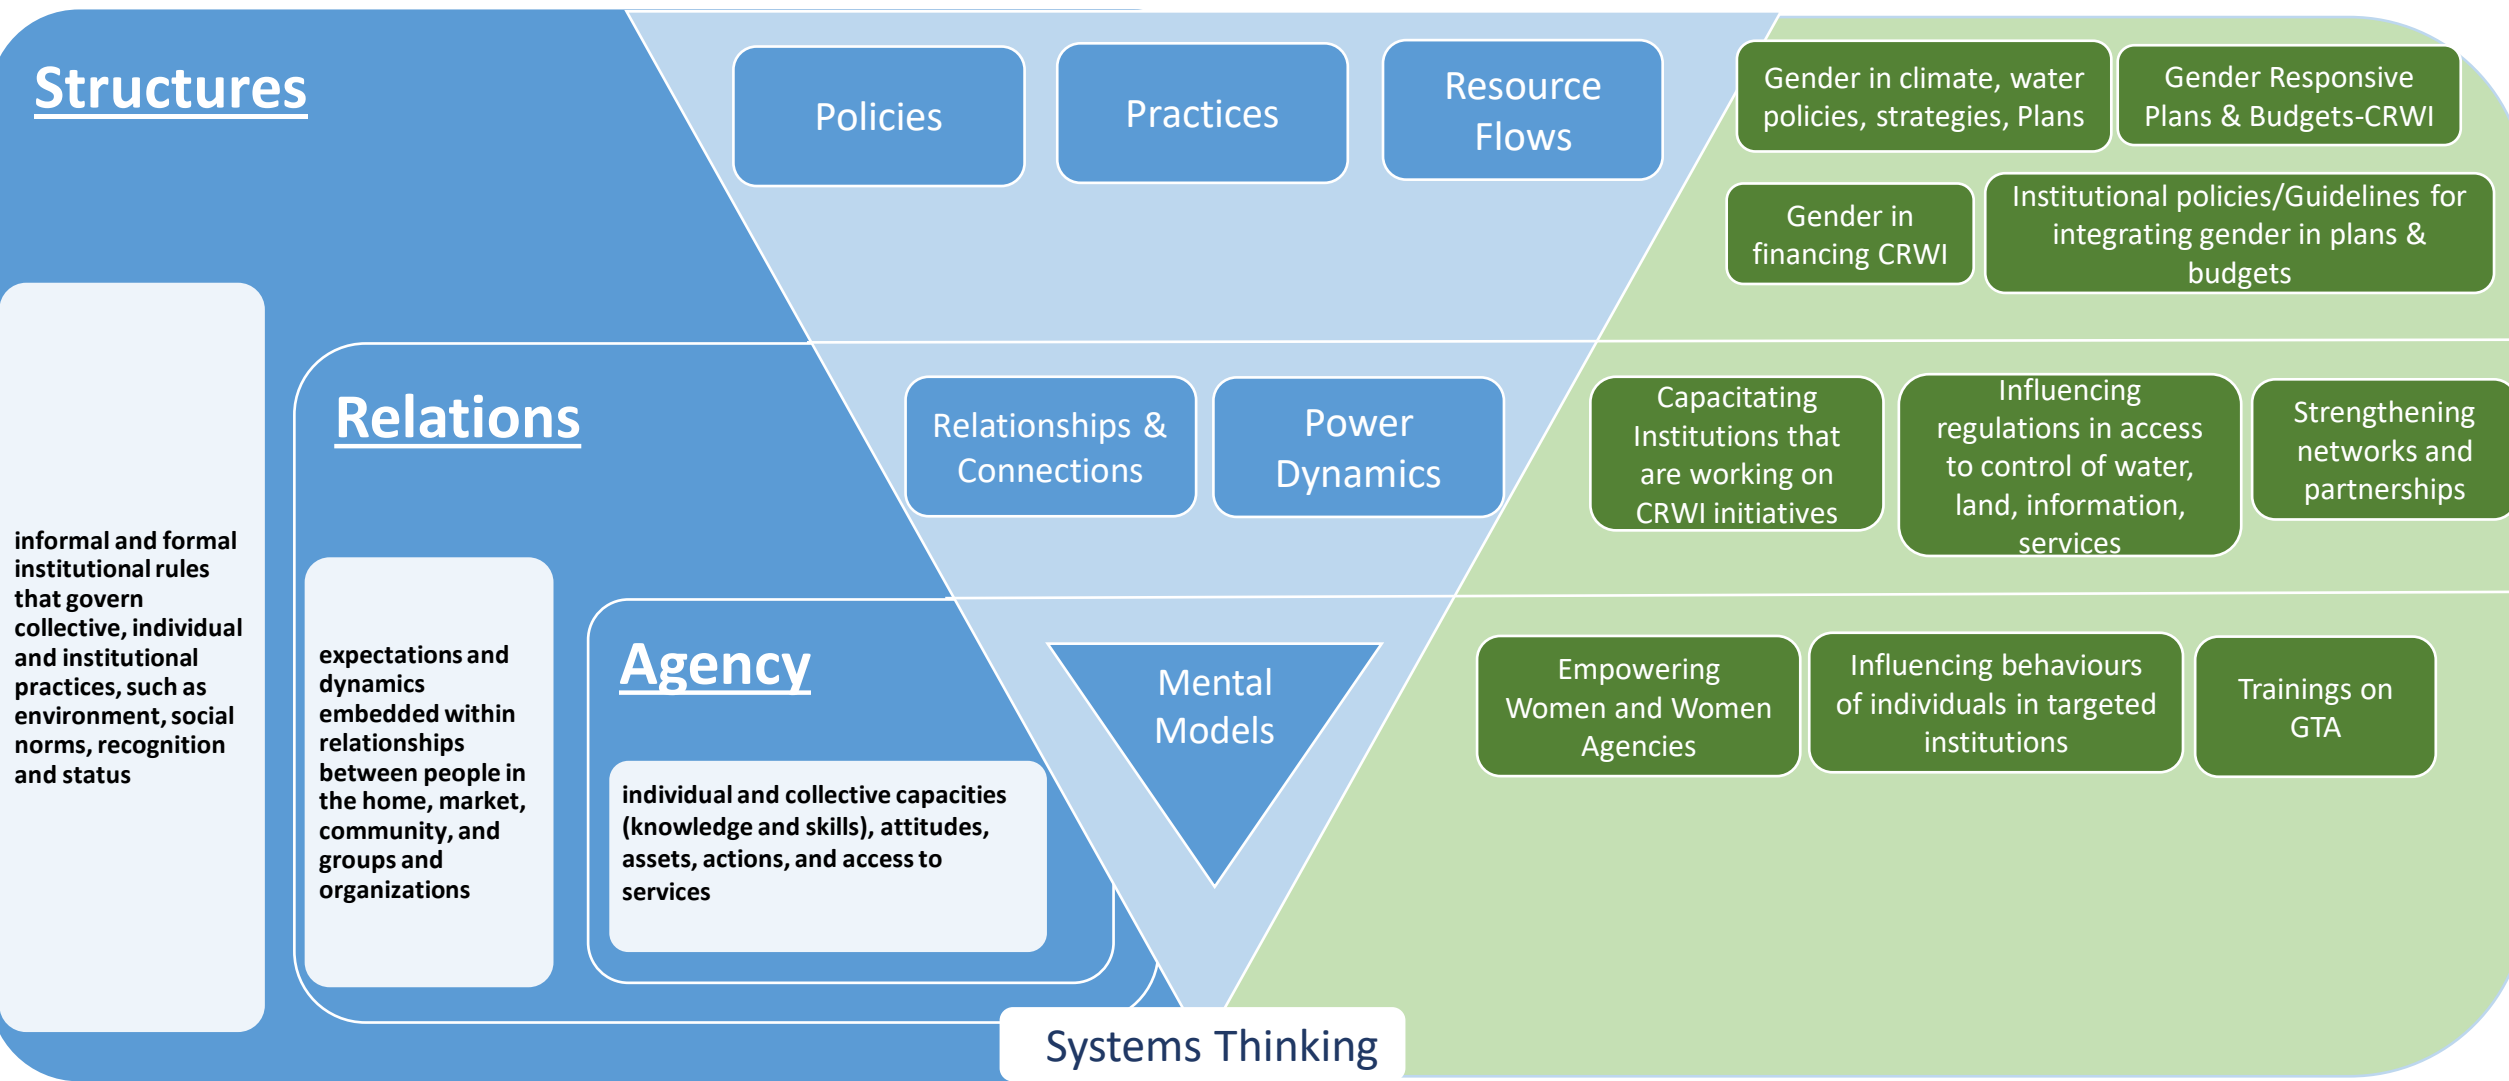 Structures
Policies
Practices
Resource
Flows
Gender in climate, water
policies, strategies, Plans
Gender Responsive
Plans & Budgets-CRWI
Gender in
financing CRWI
Institutional policies/Guidelines for
integrating gender in plans &
budgets
informal and formal
institutional rules
that govern
collective, individual
and institutional
practices, such as
environment, social
norms, recognition
and status
Relations
Relationships &
Connections
Power
Dynamics
Capacitating
Institutions that
are working on
CRWI initiatives
Influencing
regulations in access
to control of water,
land, information,
services
Strengthening
networks and
partnerships
expectations and
dynamics
embedded within
relationships
between people in
the home, market,
community, and
groups and
organizations
Agency
Mental
Models
Empowering
Women and Women
Agencies
Influencing behaviours
of individuals in targeted
institutions
Trainings on
GTA
individual and collective capacities
(knowledge and skills), attitudes,
assets, actions, and access to
services
Systems Thinking